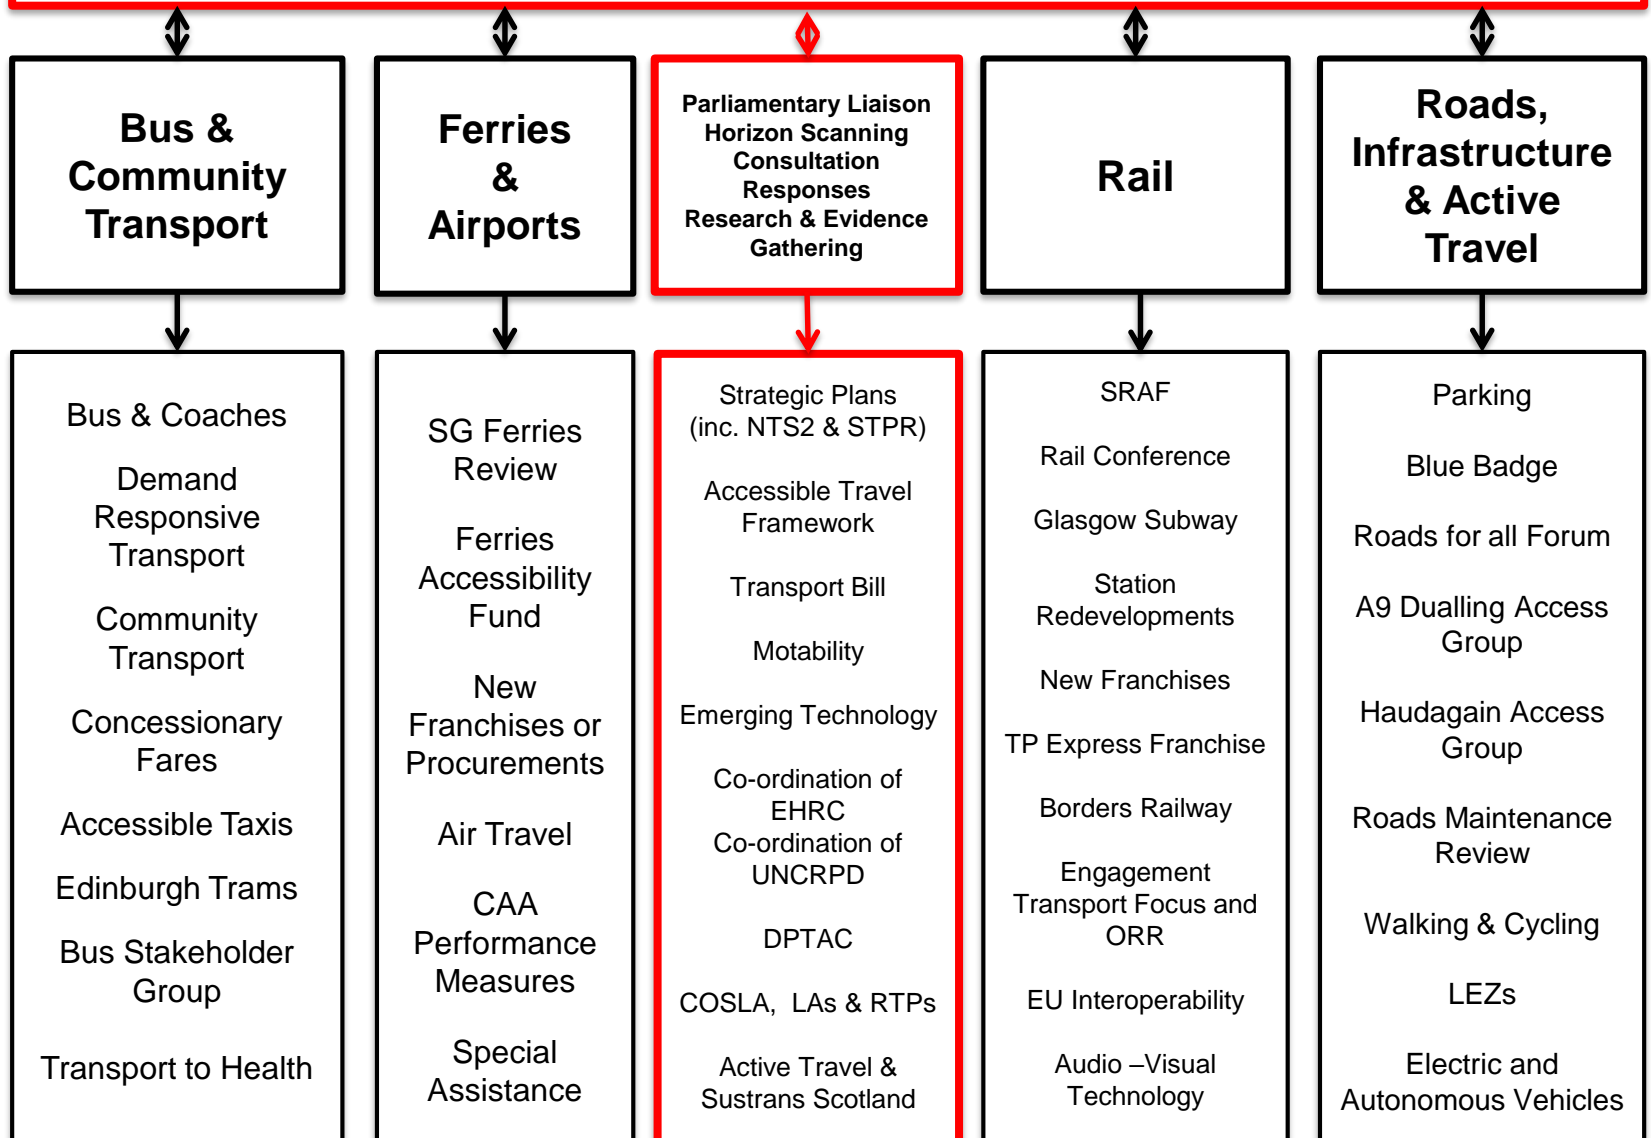 Bus &
Community
Transport
Ferries
&
Airports
Parliamentary Liaison
Horizon Scanning
Consultation
Responses
Research & Evidence
Gathering
Rail
Roads,
Infrastructure
& Active
Travel
Bus & Coaches
Demand
Responsive
Transport
Community
Transport
Concessionary
Fares
Accessible Taxis
Edinburgh Trams
Bus Stakeholder
Group
Transport to Health
SG Ferries
Review
Ferries
Accessibility
Fund
New
Franchises or
Procurements
Air Travel
CAA
Performance
Measures
Special
Assistance
Strategic Plans
(inc. NTS2 & STPR)
Accessible Travel
Framework
Transport Bill
Motability
Emerging Technology
Co-ordination of
EHRC
Co-ordination of
UNCRPD
DPTAC
COSLA, LAs & RTPs
Active Travel &
Sustrans Scotland
SRAF
Rail Conference
Glasgow Subway
Station
Redevelopments
New Franchises
TP Express Franchise
Borders Railway
Engagement
Transport Focus and
ORR
EU Interoperability
Audio –Visual
Technology
Parking
Blue Badge
Roads for all Forum
A9 Dualling Access
Group
Haudagain Access
Group
Roads Maintenance
Review
Walking & Cycling
LEZs
Electric and
Autonomous Vehicles